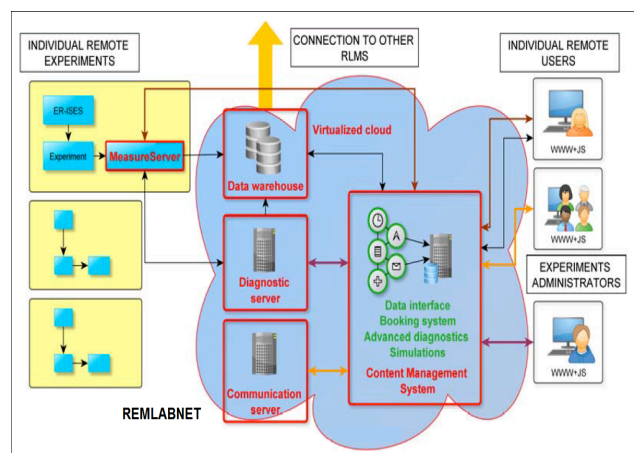 INDIVIDUAL REMOTE
EXPERIMENTS
CONNECTION TO OTHER
RLMS
INDIVIDUAL REMOTE
USERS
ER-ISES
Experiment
MeasureServer
Virtualized cloud
Data warehouse
WWW+JS
A
WWW+JS
Diagnostic
server
EXPERIMENTS
ADMINISTRATORS
Data interface
Booking system
Advanced diagnostics
Simulations
Content Management
System
Communication
server.
WWW+JS
REMLABNET